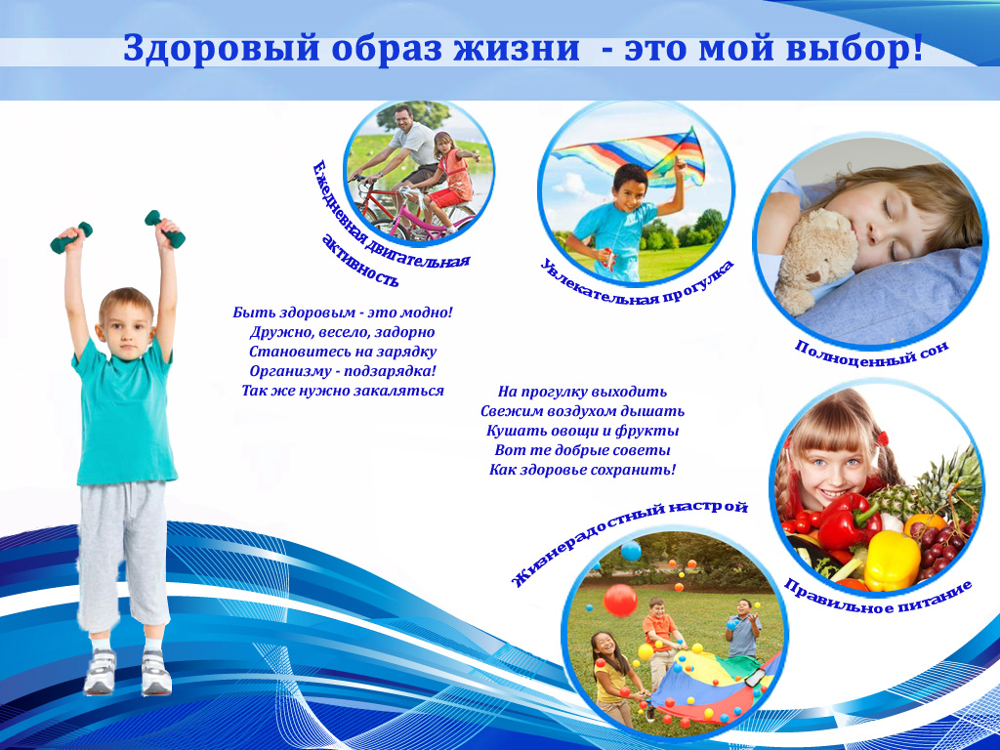 Здоровый образ жизни - это мой выбор!
Ежедневная двигательная
активность
Увлекательная прогулка
Полноценный сон
Быть здоровым - это модно!
Дружно, весело, задорно
Становитесь на зарядку
Организму - подзарядка!
Так же нужно закаляться
На прогулку выходить
Свежим воздухом дышать
Кушать овощи и фрукты
Вот те добрые советы
Как здоровье сохранить!
Жизнерадостный настрой
Правильное питание